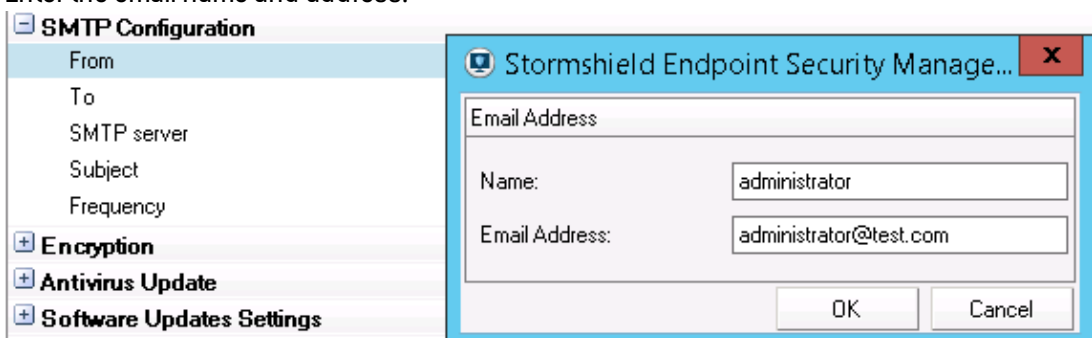 Enter the email name and address.
SMTP Configuration
From
To
SMTP server
Subject
Frequency
Encryption
Antivirus Update
Software Updates Settings
Stormshield Endpoint Security Manage...
x
Email Address
Name:
administrator
Email Address:
administrator@test.com
OK
Cancel